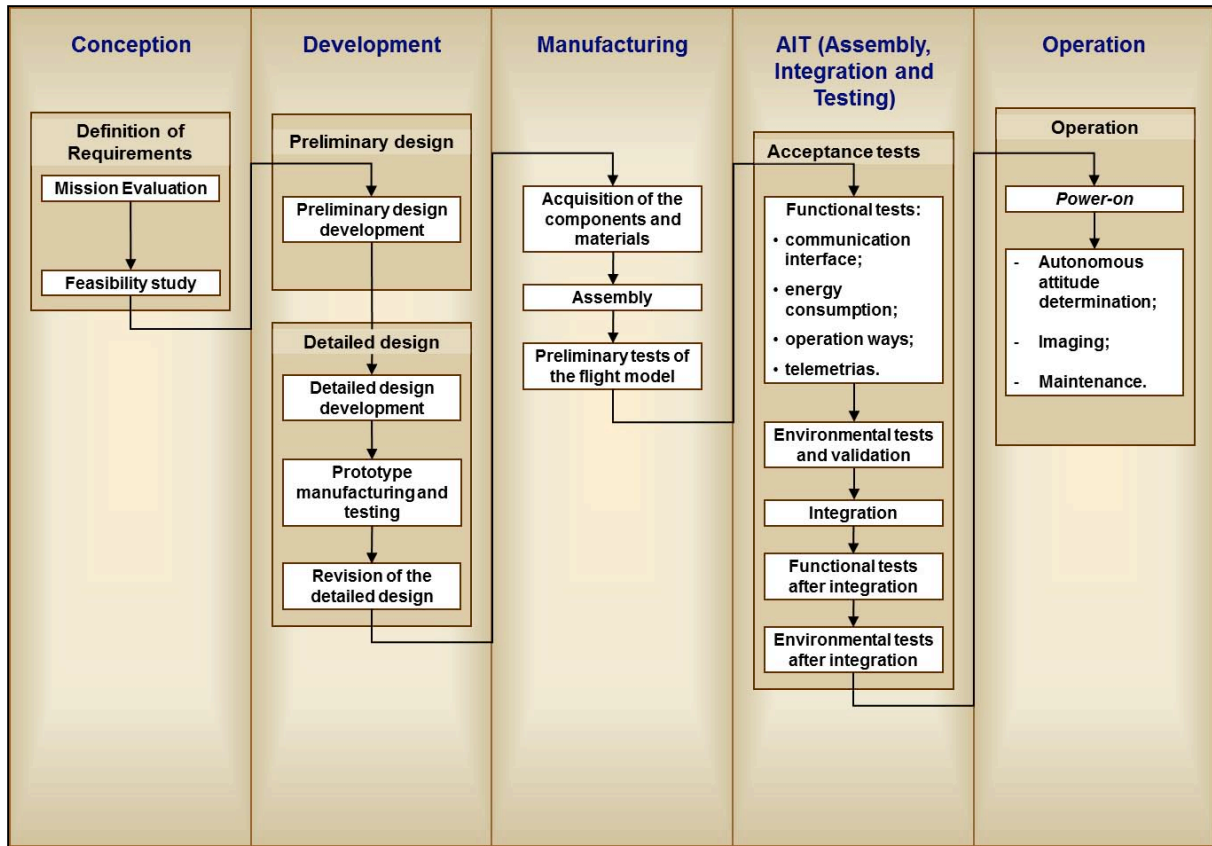 Conception
Definition of
Requirements
Mission Evaluation
Feasibility study
Development
Preliminary design
Preliminary design
development
Detailed design
Detailed design
development
Prototype
manufacturing and
testing
Revision of the
detailed design
Manufacturing
Acquisition of the
components and
materials
Assembly
Preliminary tests of
the flight model
AIT (Assembly,
Integration and
Testing)
Acceptance tests
Functional tests:
• communication
interface;
• energy
consumption;
• operation ways;
• telemetrias.
Environmental tests
and validation
Integration
Functional tests
after integration
Environmental tests
after integration
Operation
Operation
Power-on
- Autonomous
attitude
determination;
- Imaging;
- Maintenance.